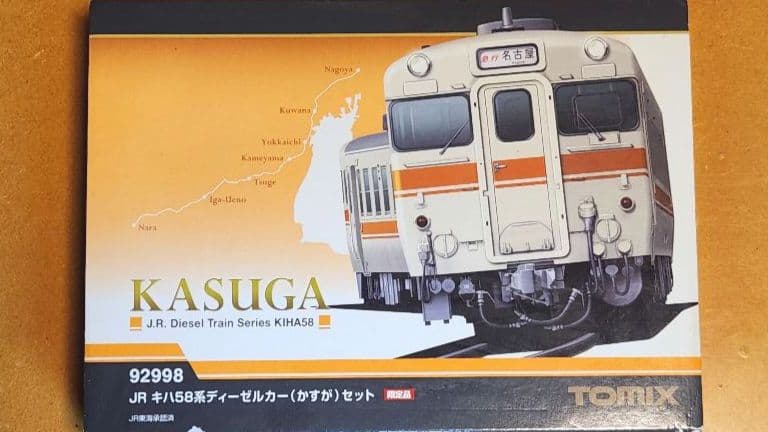 急行 名古屋
Nagoya
Kuwana
Yokkaichi
Kameyama
Tsuge
Iga-Ueno
Nara
KASUGA
J.R. Diesel Train Series KIHA58
92998
JR キハ58系ディーゼルカー(かすが)セット 限定品
JR東海承認済
TOMIX